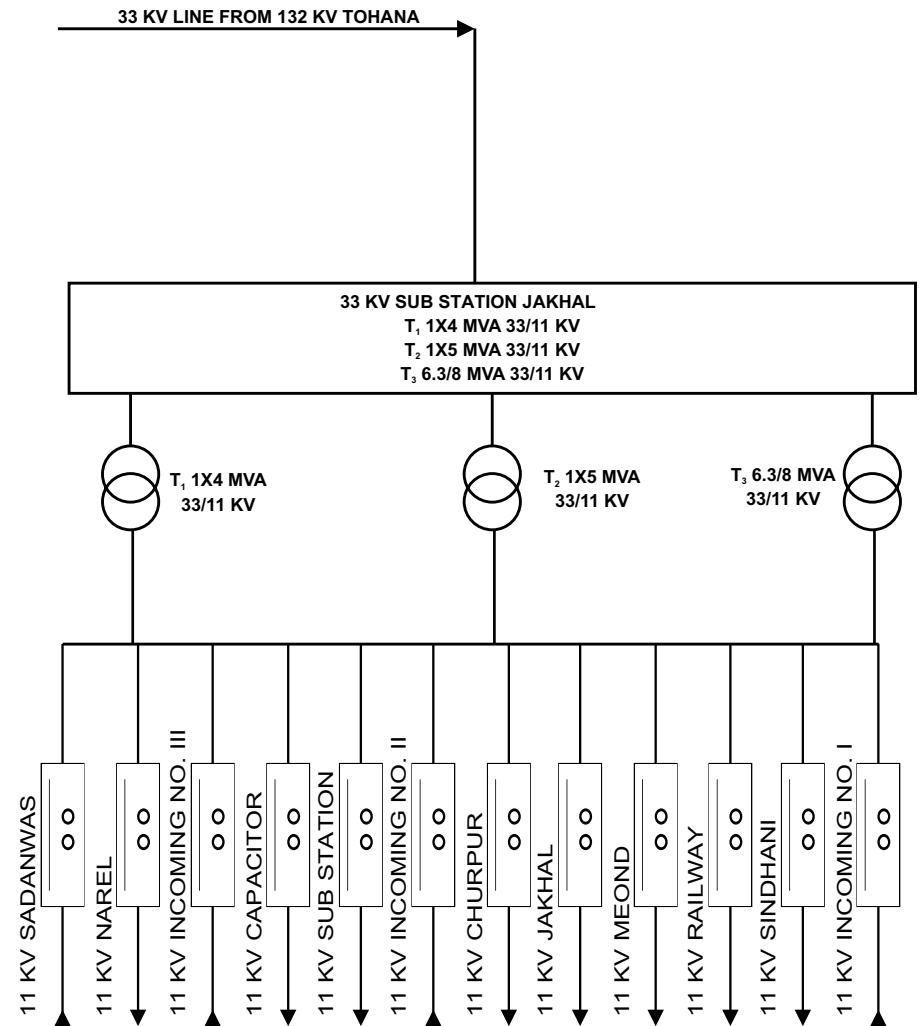 33 KV LINE FROM 132 KV TOHANA
33 KV SUB STATION JAKHAL
T₁ 1X4 MVA 33/11 KV
T₂ 1X5 MVA 33/11 KV
T₃ 6.3/8 MVA 33/11 KV
T₁ 1X4 MVA
33/11 KV
T₂ 1X5 MVA
33/11 KV
T₃ 6.3/8 MVA
33/11 KV
11 KV SADANWAS
11 KV NAREL
11 KV INCOMING NO. III
11 KV CAPACITOR
11 KV SUB STATION
11 KV INCOMING NO. II
11 KV CHURPUR
11 KV JAKHAL
11 KV MEOND
11 KV RAILWAY
11 KV SINDHANI
11 KV INCOMING NO. I